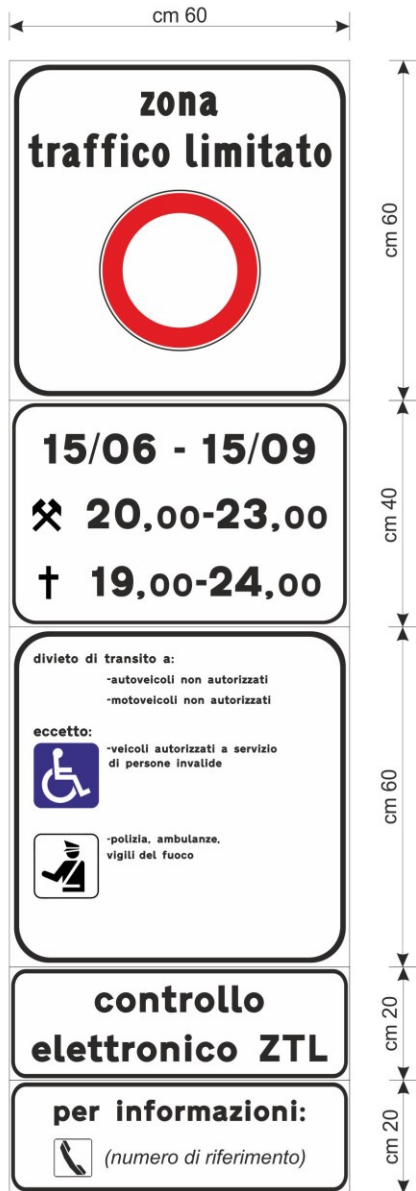 cm 60
zona
traffico limitato
cm 60
15/06 - 15/09
20,00-23,00
19,00-24,00
cm 40
divieto di transito a:
-autoveicoli non autorizzati
-motoveicoli non autorizzati
eccetto:
-veicoli autorizzati a servizio
di persone invalide
-polizia, ambulanze,
vigili del fuoco
cm 60
controllo
elettronico ZTL
cm 20
per informazioni:
(numero di riferimento)
cm 20